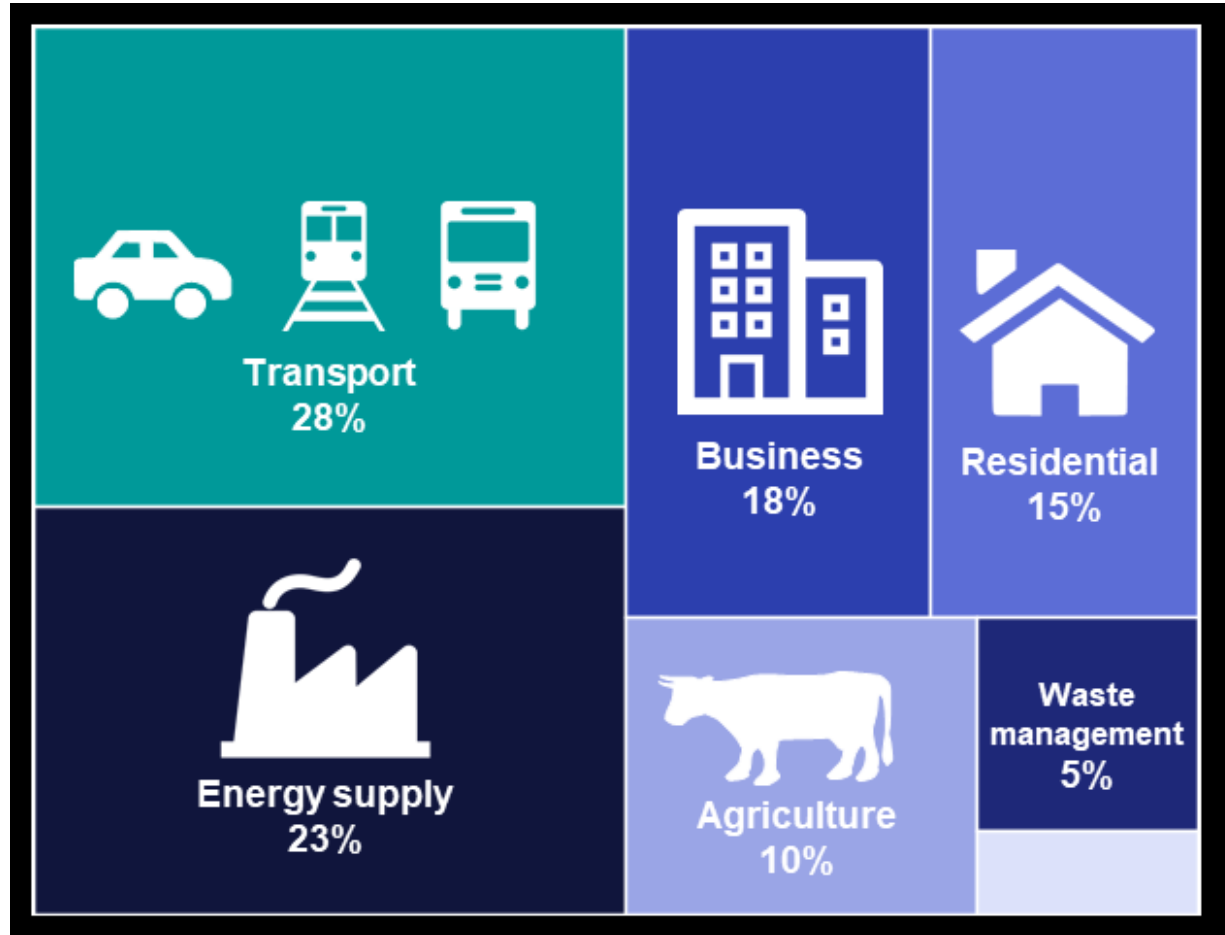 Transport
28%
Business
18%
Residential
15%
Energy supply
23%
Agriculture
10%
Waste
management
5%